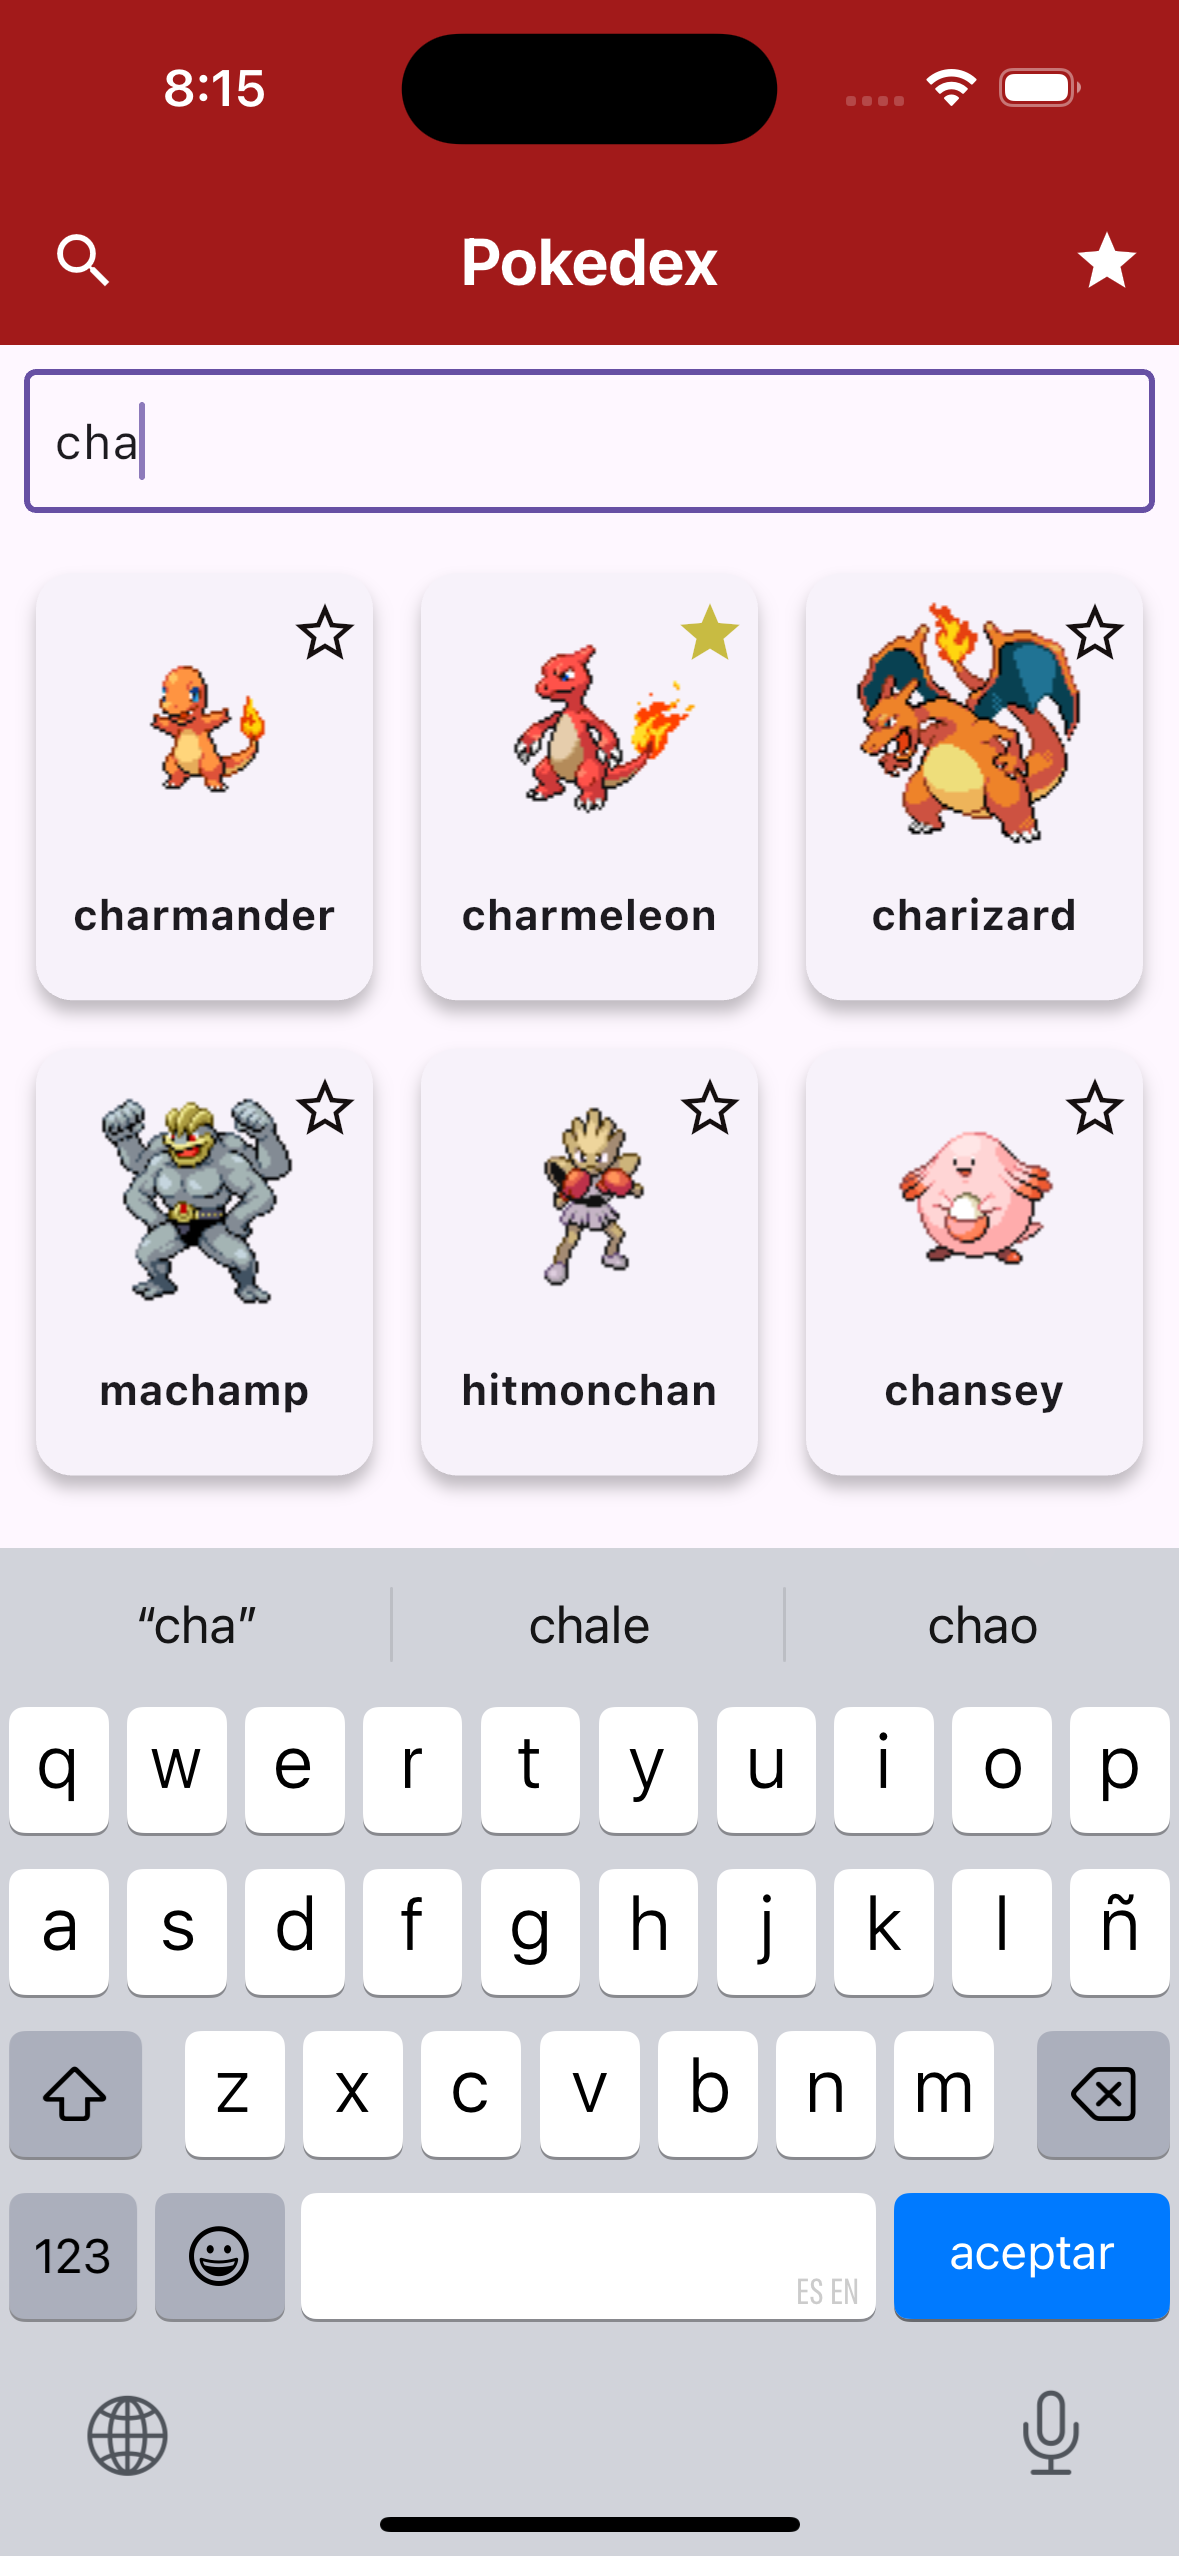 8:15
Pokedex
cha
charmander charmeleon charizard
machamp hitmonchan chansey
“cha” chale chao
q w e r t y u i o p
a s d f g h j k l ñ
z x c v b n m
123 ES EN aceptar